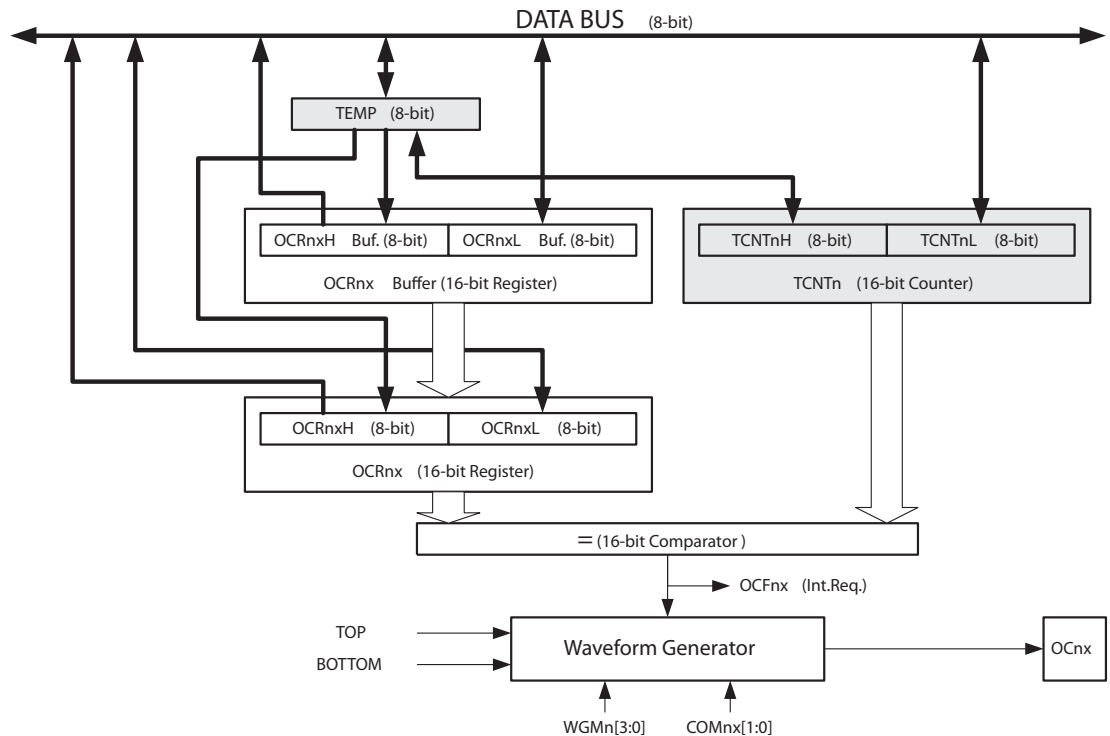 DATA BUS (8-bit)
TEMP (8-bit)
OCRnxH Buf. (8-bit) OCRnxL Buf. (8-bit)
TCNTnH (8-bit) TCNTnL (8-bit)
OCRnx Buffer (16-bit Register)
TCNTn (16-bit Counter)
OCRnxH (8-bit) OCRnxL (8-bit)
OCRnx (16-bit Register)
= (16-bit Comparator )
OCFnx (Int.Req.)
TOP
BOTTOM
Waveform Generator
OCnx
WGMn[3:0] COMnx[1:0]